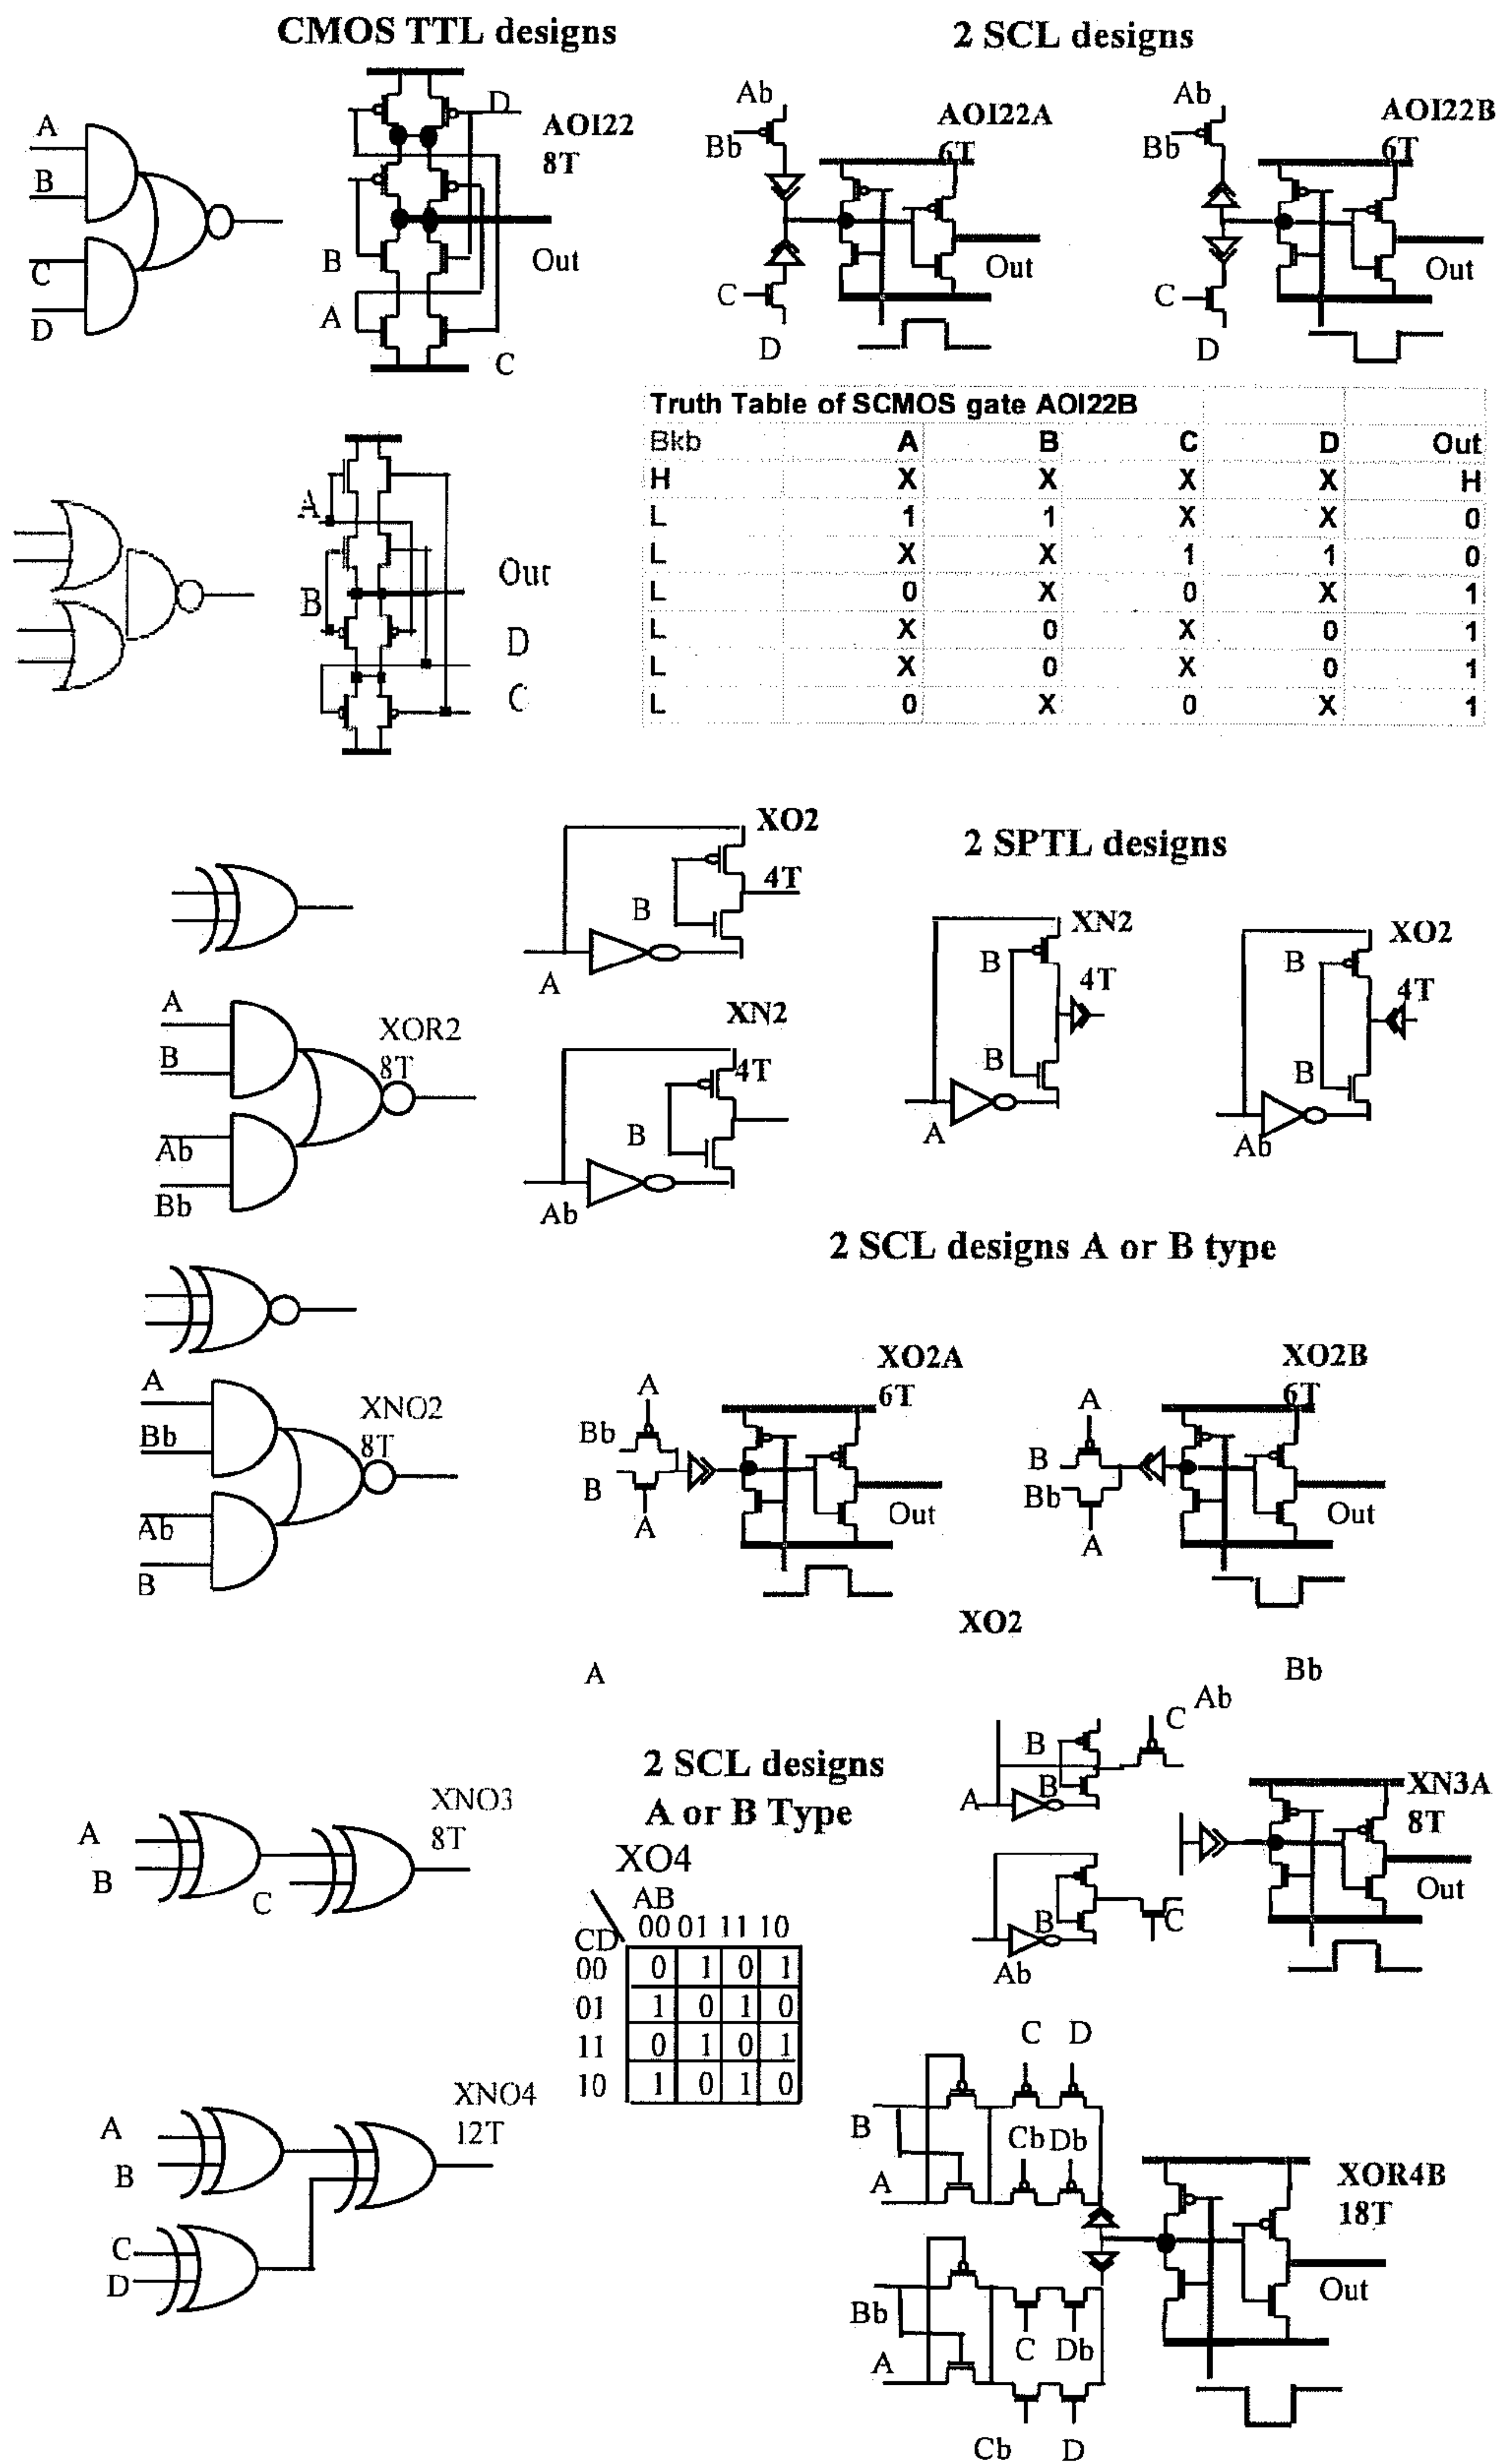 CMOS TTL designs
2 SCL designs
A
B
C
D
D
AOI22
8T
B
Out
A
C
Ab
Bb
AOI22A
6T
C
Out
D
Ab
Bb
AOI22B
6T
C
Out
D
Truth Table of SCMOS gate AOI22B
Bkb A B C D Out
H X X X X H
L 1 1 X X 0
L X X 1 1 0
L 0 X 0 X 1
L X 0 X 0 1
L X 0 X 0 1
L 0 X 0 X 1
A
Out
B
D
C
XO2
4T
B
A
2 SPTL designs
XN2
B
4T
B
A
XO2
B
4T
B
Ab
A
B
XOR2
8T
Ab
Bb
XN2
4T
B
Ab
2 SCL designs A or B type
A
Bb
XNO2
8T
Ab
B
XO2A
6T
A
Bb
B
A
Out
XO2B
6T
A
B
Bb
A
Out
XO2
A
Bb
Ab
C
B
B
A
2 SCL designs
A or B Type
XN3A
8T
Out
B
C
Ab
XNO3
8T
A
B
C
XO4
AB
CD
00 01 11 10
00 0 1 0 1
01 1 0 1 0
11 0 1 0 1
10 1 0 1 0
XNO4
12T
A
B
C
D
C D
B
Cb Db
A
XOR4B
18T
Out
Bb
C Db
A
Cb D